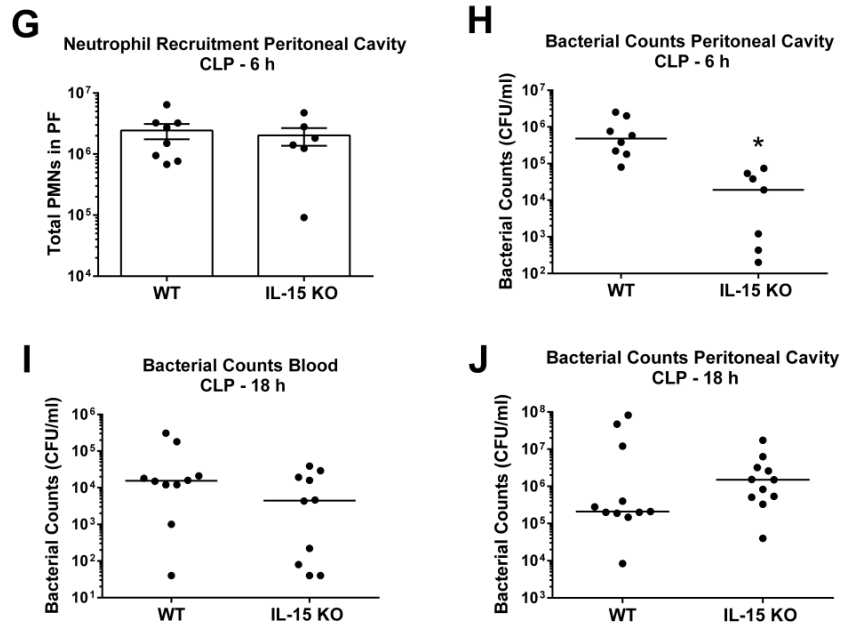 G
Neutrophil Recruitment Peritoneal Cavity
CLP - 6 h
Total PMNs in PF
10⁷
10⁶
10⁵
10⁴
WT
IL-15 KO
H
Bacterial Counts Peritoneal Cavity
CLP - 6 h
Bacterial Counts (CFU/ml)
10⁷
10⁶
10⁵
10⁴
10³
10²
*
WT
IL-15 KO
I
Bacterial Counts Blood
CLP - 18 h
Bacterial Counts (CFU/ml)
10⁶
10⁵
10⁴
10³
10²
10¹
WT
IL-15 KO
J
Bacterial Counts Peritoneal Cavity
CLP - 18 h
Bacterial Counts (CFU/ml)
10⁸
10⁷
10⁶
10⁵
10⁴
10³
WT
IL-15 KO